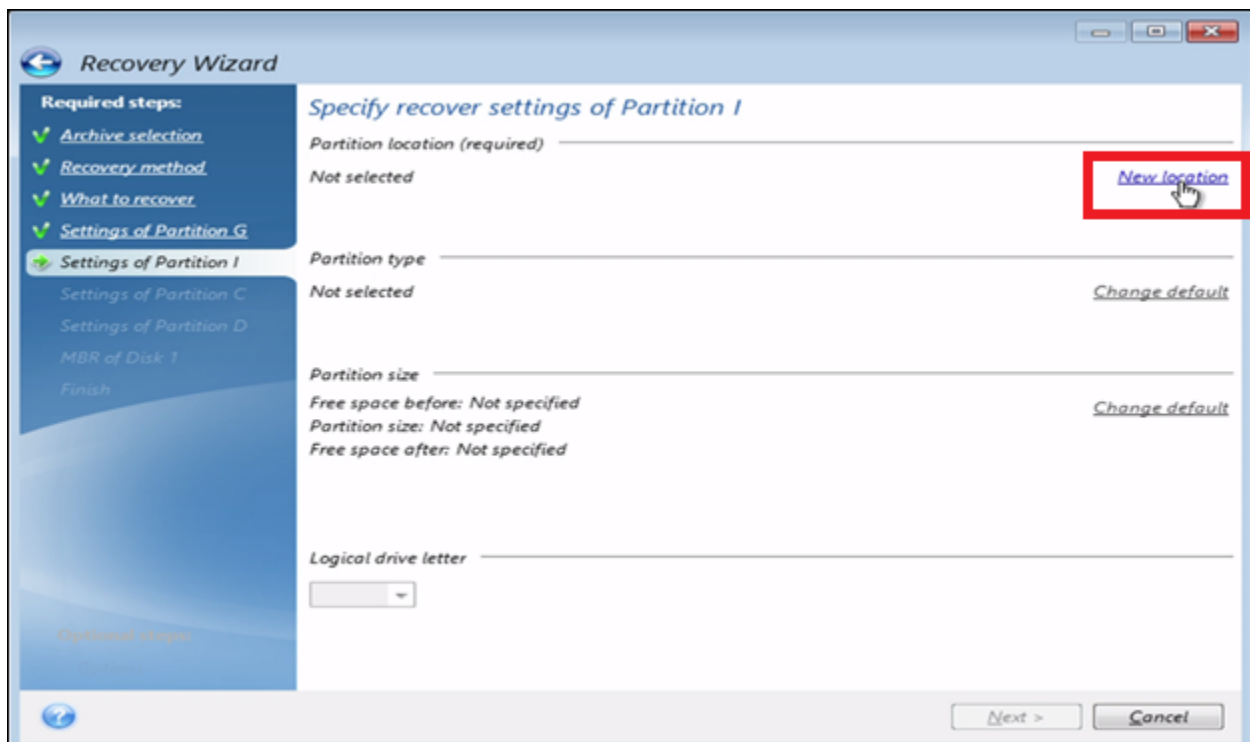 Recovery Wizard
Required steps:
Archive selection
Recovery method
What to recover
Settings of Partition G
Settings of Partition I
Settings of Partition C
Settings of Partition D
MBR of Disk 1
Finish
Optional steps:
Specify recover settings of Partition I
Partition location (required)
Not selected
New location
Partition type
Not selected
Change default
Partition size
Free space before: Not specified
Change default
Partition size: Not specified
Free space after: Not specified
Logical drive letter
Next >
Cancel